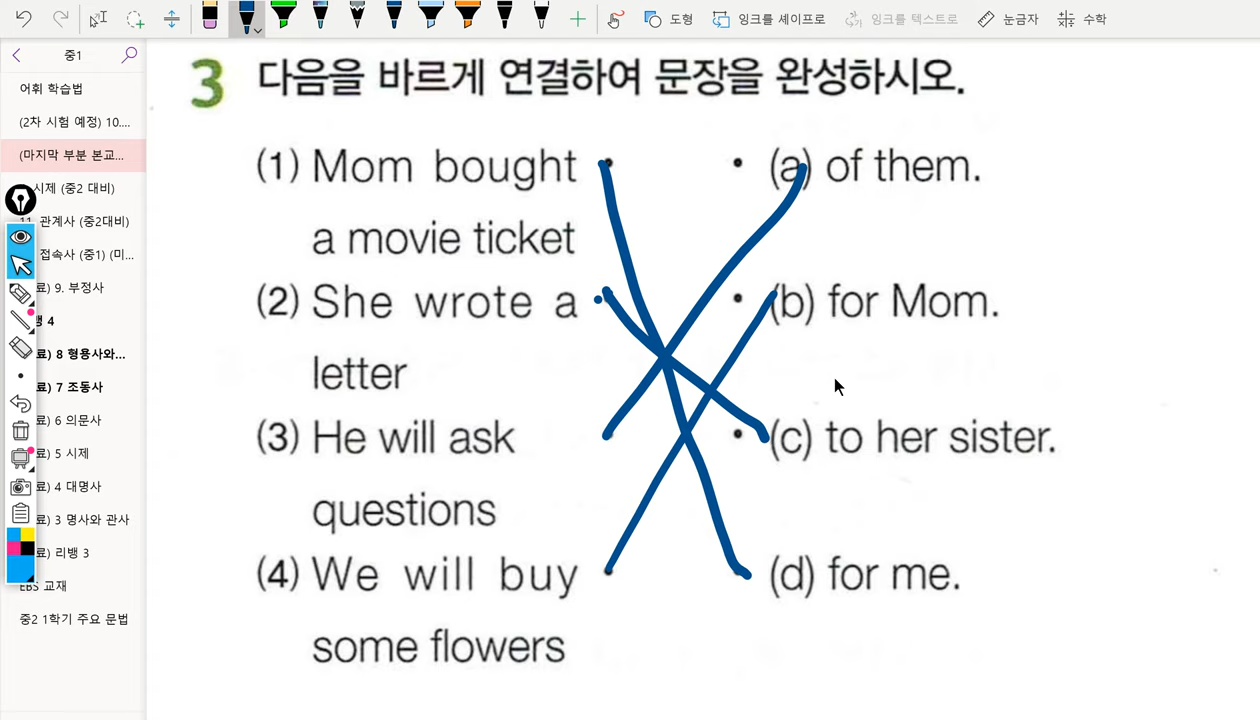 도형
잉크를 셰이프로
잉크를 텍스트로
눈금자
수학
중1
어휘 학습법
(2차 시험 예정) 10....
(마지막 부분 본교...
시제 (중2 대비)
11. 관계사 (중2대비)
접속사 (중1) (미...
료) 9. 부정사
뱅 4
료) 8 형용사와...
료) 7 조동사
료) 6 의문사
료) 5 시제
료) 4 대명사
료) 3 명사와 관사
료) 리뱅 3
EBS 교재
중2 1학기 주요 문법
3 다음을 바르게 연결하여 문장을 완성하시오.
(1) Mom bought • • (a) of them.
a movie ticket
(2) She wrote a • • (b) for Mom.
letter
(3) He will ask • (c) to her sister.
questions
(4) We will buy • (d) for me.
some flowers